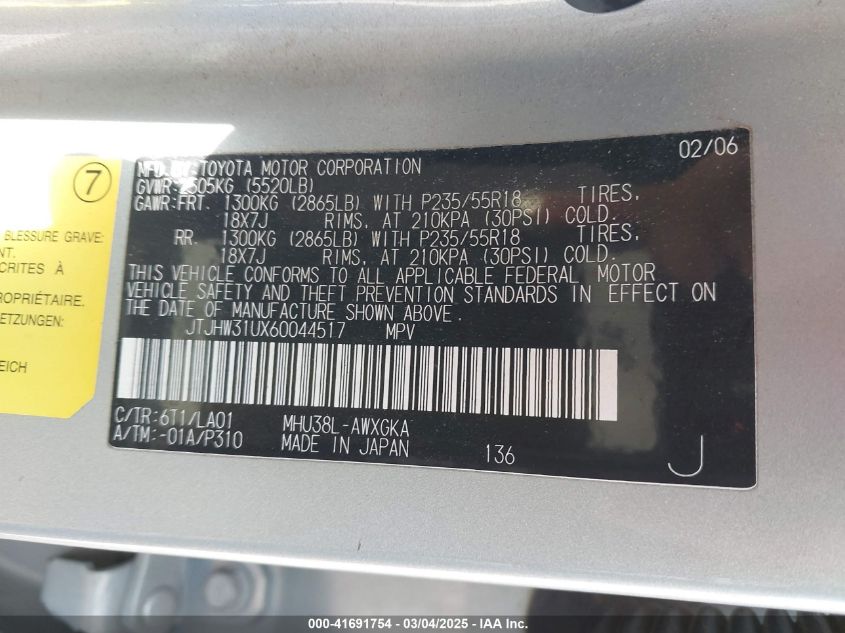 7
BLESSURE GRAVE:
NT.
CRITES À
ROPRIÉTAIRE.
ETZUNGEN
EICH
MFD. BY: TOYOTA MOTOR CORPORATION 02/06
GVWR: 2505KG (5520LB)
GAWR:FRT. 1300KG (2865LB) WITH P235/55R18 TIRES,
18X7J RIMS, AT 210KPA (30PSI) COLD.
RR. 1300KG (2865LB) WITH P235/55R18 TIRES,
18X7J RIMS, AT 210KPA (30PSI) COLD.
THIS VEHICLE CONFORMS TO ALL APPLICABLE FEDERAL MOTOR
VEHICLE SAFETY AND THEFT PREVENTION STANDARDS IN EFFECT ON
THE DATE OF MANUFACTURE SHOWN ABOVE.
JTJHW31UX60044517 MPV
C/TR:6T1/LA01 MHU38L-AWXGKA
A/TM:-01A/P310 MADE IN JAPAN 136 J
000-41691754 - 03/04/2025 - IAA Inc.